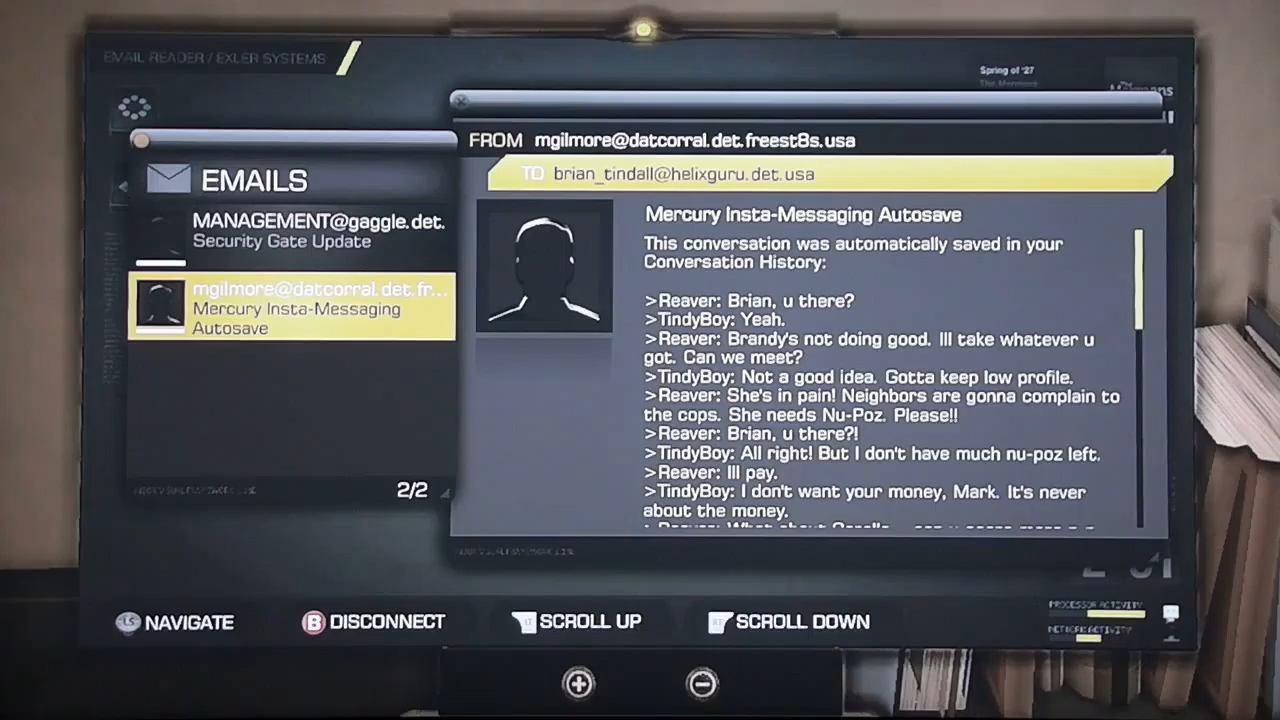 EMAIL READER / EXLER SYSTEMS
Spring of '27
The Mermans
EMAILS
MANAGEMENT@gaggle.det.
Security Gate Update
mgilmore@datcorral.det.fr...
Mercury Insta-Messaging
Autosave
2/2
FROM mgilmore@datcorral.det.freest8s.usa
TO brian_tindall@helixguru.det.usa
Mercury Insta-Messaging Autosave
This conversation was automatically saved in your
Conversation History:
>Reaver: Brian, u there?
>TindyBoy: Yeah.
>Reaver: Brandy's not doing good. Ill take whatever u
got. Can we meet?
>TindyBoy: Not a good idea. Gotta keep low profile.
>Reaver: She's in pain! Neighbors are gonna complain to
the cops. She needs Nu-Poz. Please!!
>Reaver: Brian, u there?!
>TindyBoy: All right! But I don't have much nu-poz left.
>Reaver: Ill pay.
>TindyBoy: I don't want your money, Mark. It's never
about the money.
LS NAVIGATE
B DISCONNECT
LT SCROLL UP
RT SCROLL DOWN
PROCESSOR ACTIVITY
NETWORK ACTIVITY